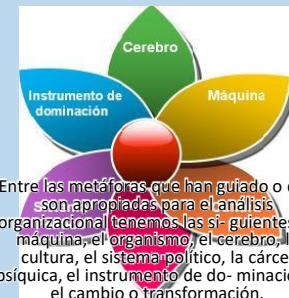 Cerebro
Instrumento de
dominación
Máquina
Entre las metáforas que han guiado o
son apropiadas para el análisis
organizacional tenemos las si- guientes
máquina, el organismo, el cerebro, l
cultura, el sistema político, la cárce
psíquica, el instrumento de do- minació
el cambio o transformación.